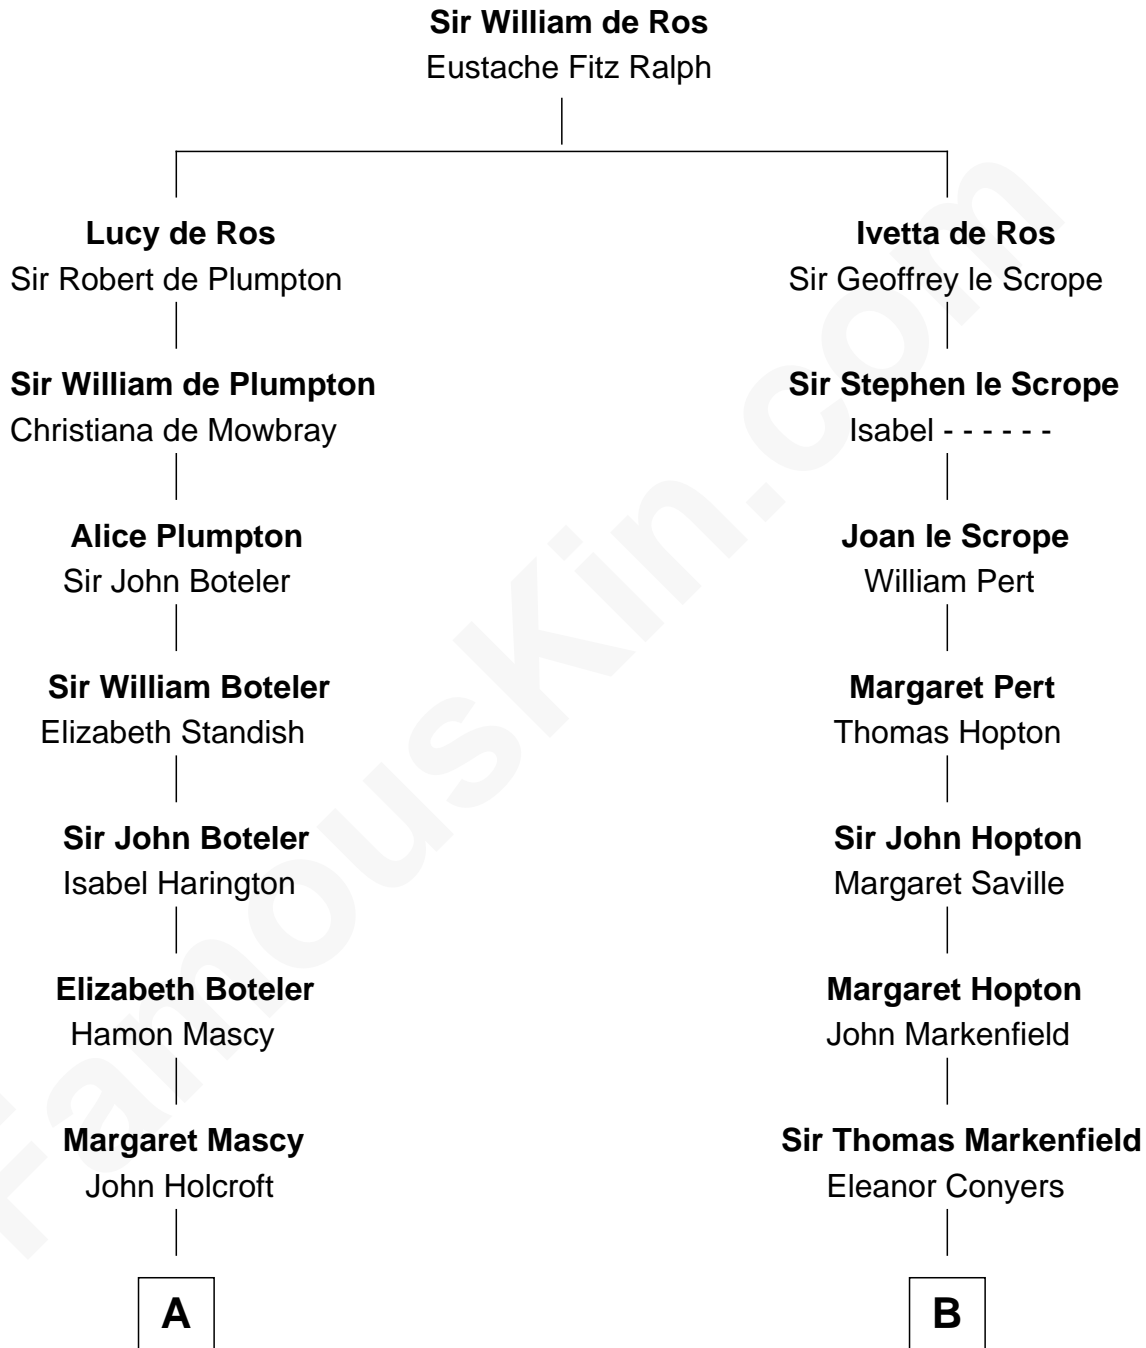 Sir William de Ros
Eustache Fitz Ralph
Lucy de Ros
Sir Robert de Plumpton
Sir William de Plumpton
Christiana de Mowbray
Alice Plumpton
Sir John Boteler
Sir William Boteler
Elizabeth Standish
Sir John Boteler
Isabel Harington
Elizabeth Boteler
Hamon Mascy
Margaret Mascy
John Holcroft
A
Ivetta de Ros
Sir Geoffrey le Scrope
Sir Stephen le Scrope
Isabel - - - - - -
Joan le Scrope
William Pert
Margaret Pert
Thomas Hopton
Sir John Hopton
Margaret Saville
Margaret Hopton
John Markenfield
Sir Thomas Markenfield
Eleanor Conyers
B
FamousKin.com